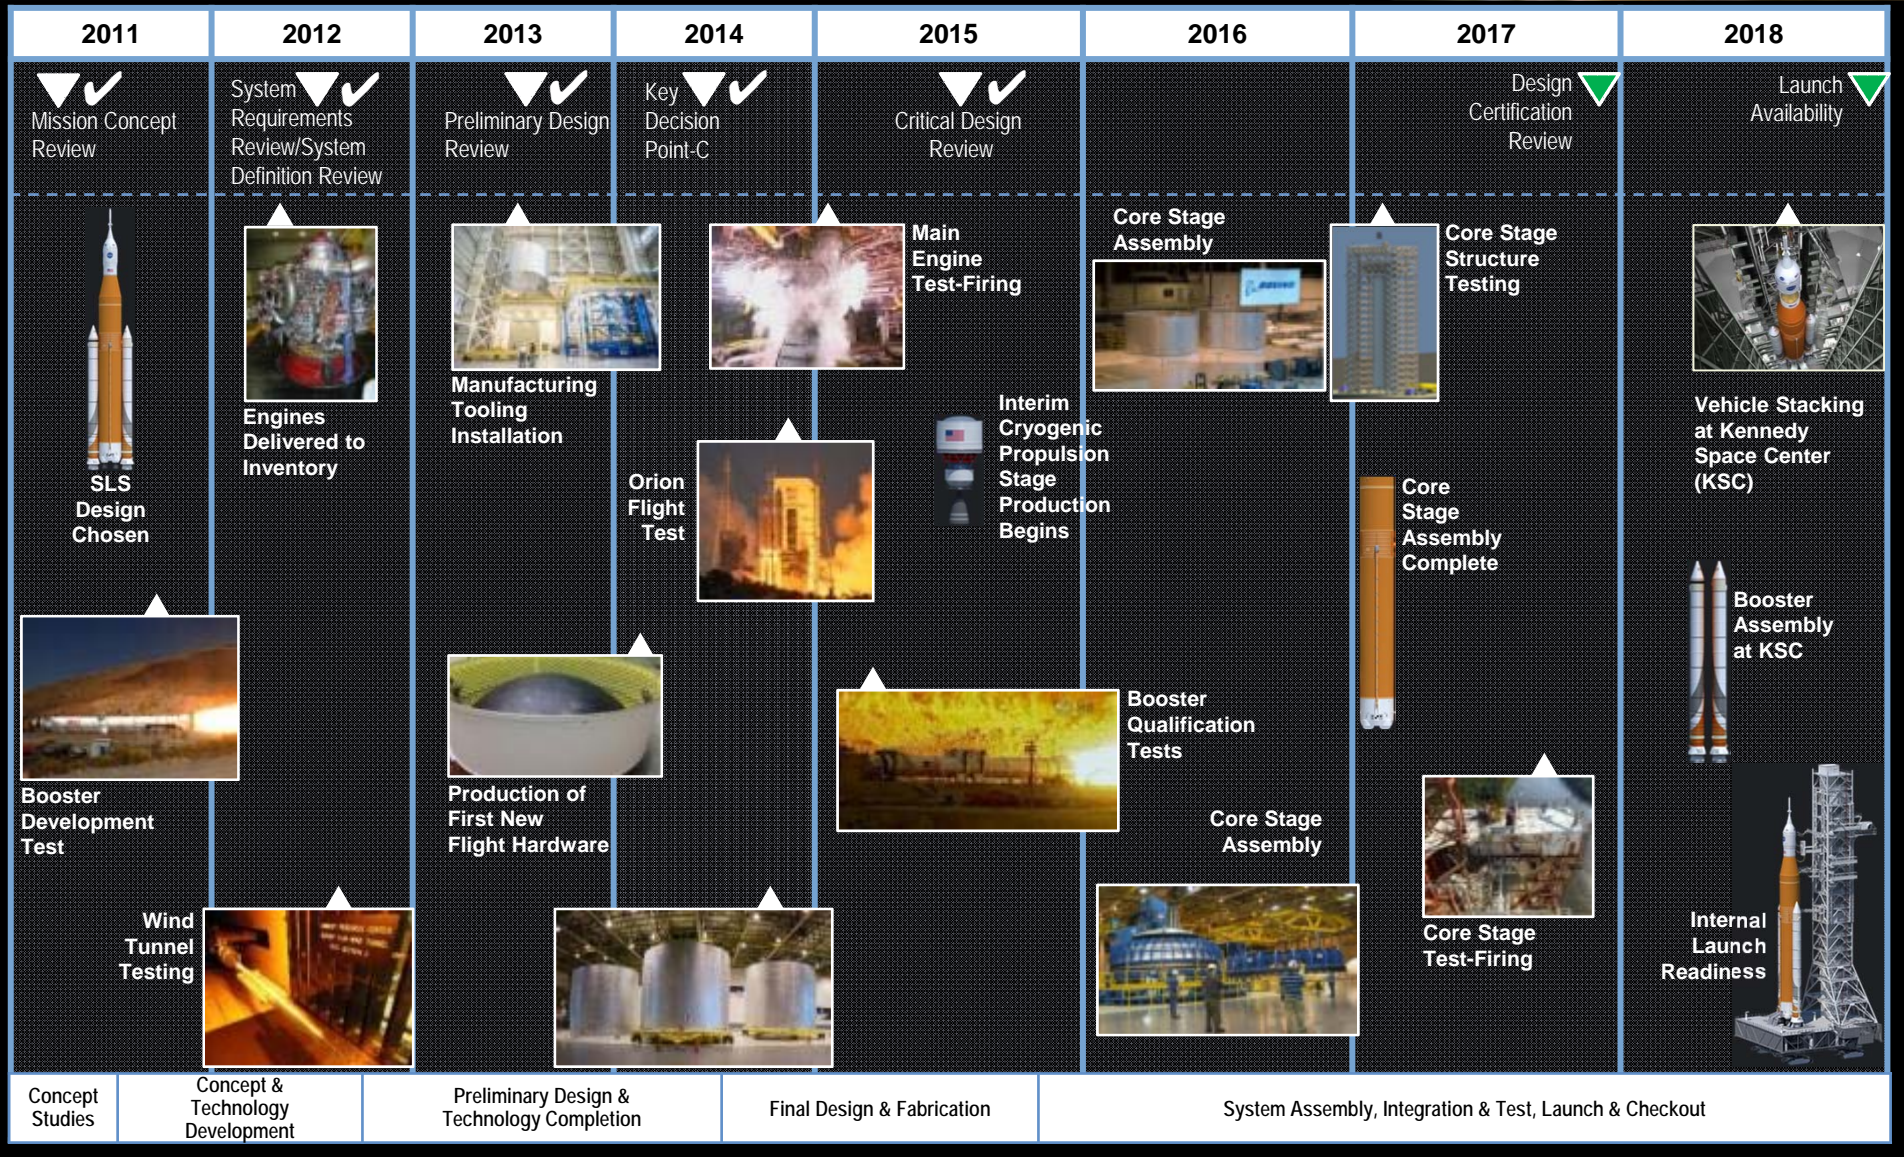 2011
2012
2013
2014
2015
2016
2017
2018
Mission Concept
Review
System
Requirements
Review/System
Definition Review
Preliminary Design
Review
Key
Decision
Point-C
Critical Design
Review
Design
Certification
Review
Launch
Availability
SLS
Design
Chosen
Booster
Development
Test
Engines
Delivered to
Inventory
Wind
Tunnel
Testing
Manufacturing
Tooling
Installation
Production of
First New
Flight Hardware
Orion
Flight
Test
Main
Engine
Test-Firing
Interim
Cryogenic
Propulsion
Stage
Production
Begins
Booster
Qualification
Tests
Core Stage
Assembly
BOEING
Core Stage
Assembly
Core Stage
Structure
Testing
Core
Stage
Assembly
Complete
Core Stage
Test-Firing
Vehicle Stacking
at Kennedy
Space Center
(KSC)
Booster
Assembly
at KSC
Internal
Launch
Readiness
Concept
Studies
Concept &
Technology
Development
Preliminary Design &
Technology Completion
Final Design & Fabrication
System Assembly, Integration & Test, Launch & Checkout